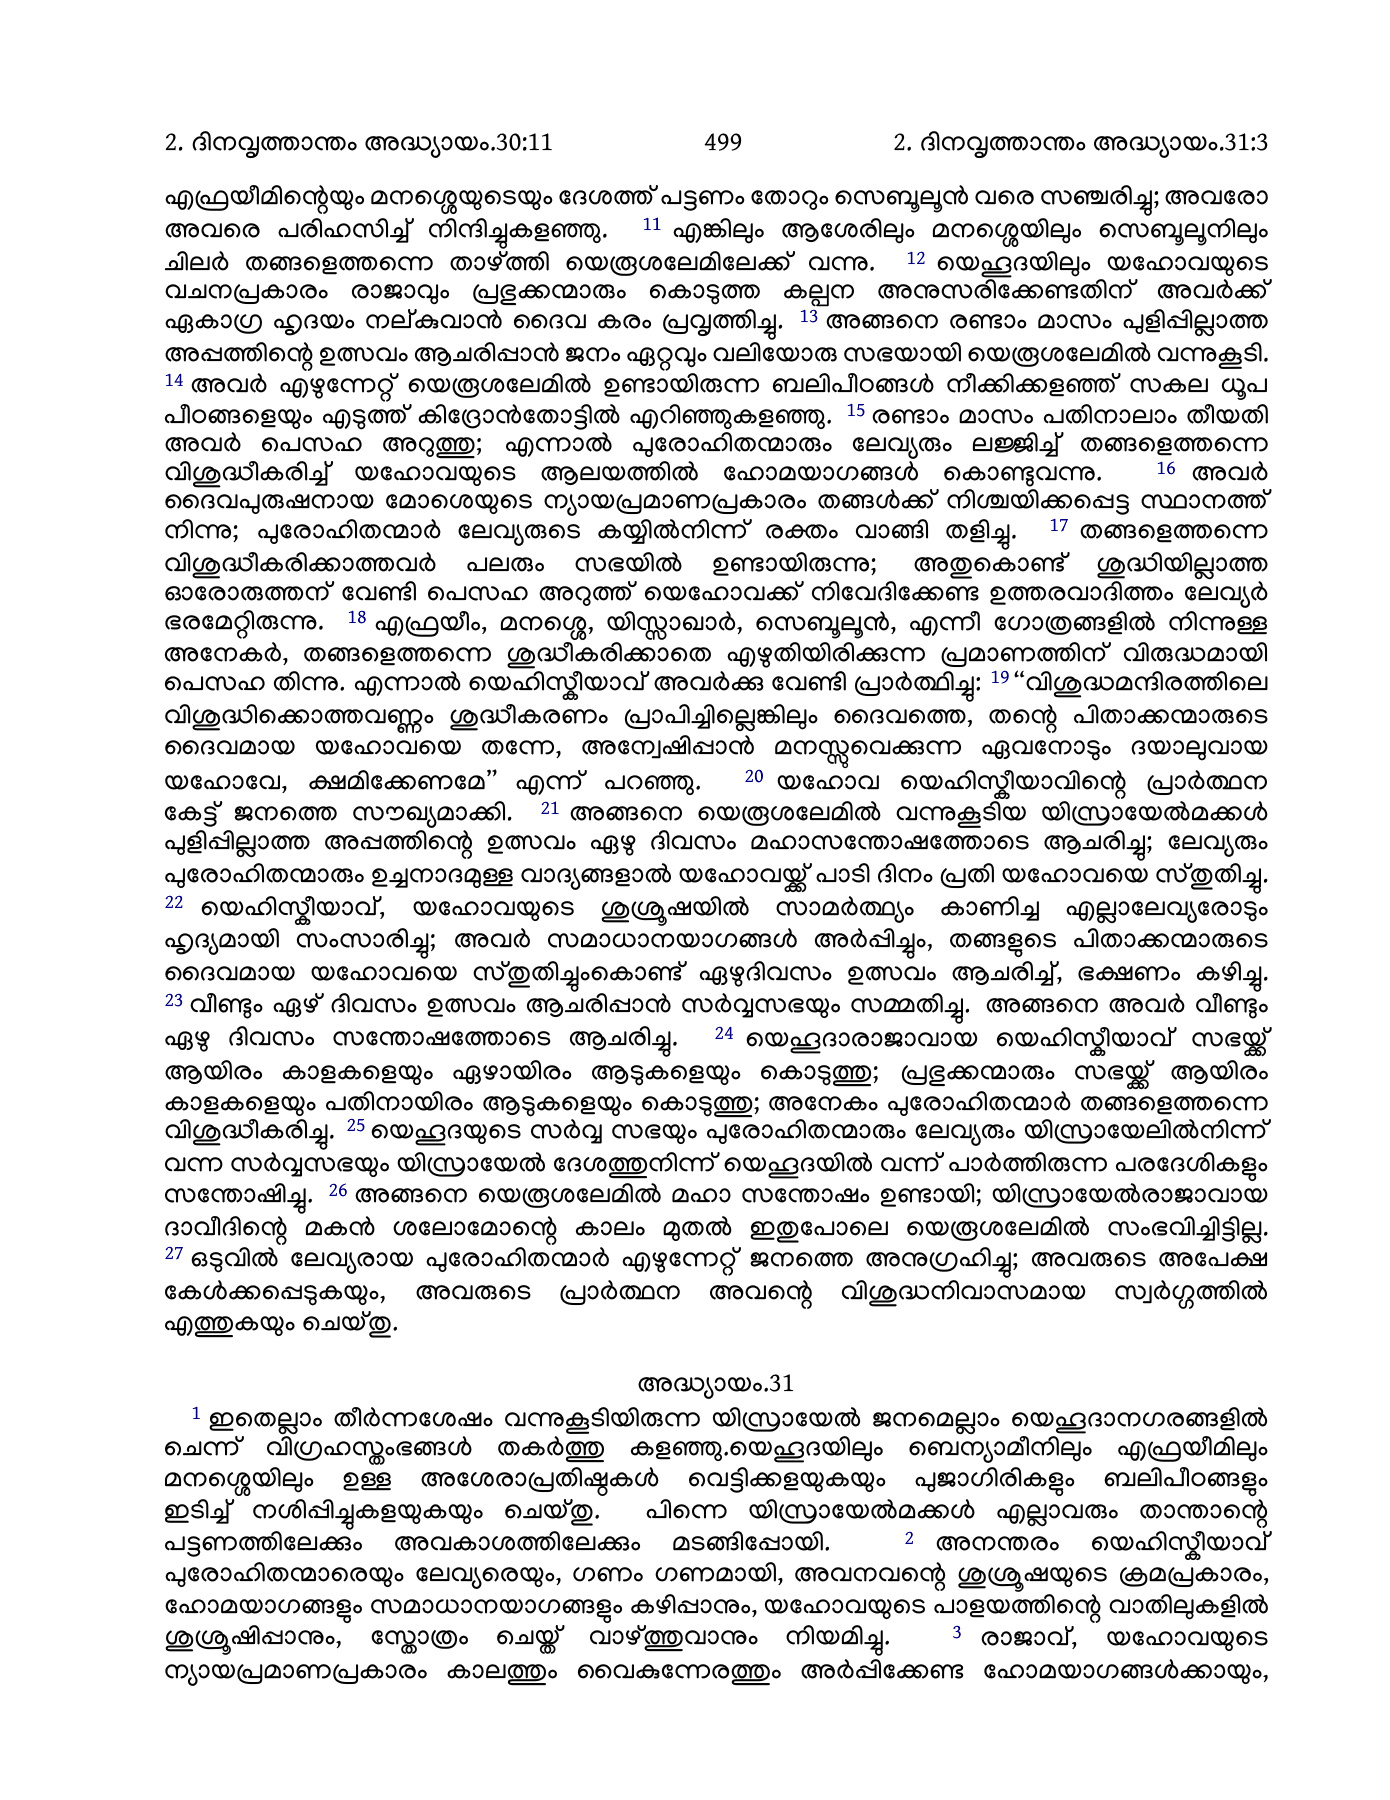 2. ദിനവൃത്താന്തം അദ്ധ്യായം.30:11 499 2. ദിനവൃത്താന്തം അദ്ധ്യായം.31:3
എഫ്രയീമിന്റെയും മനശ്ശെയുടെയും ദേശത്ത് പട്ടണം തോറും സെബൂലൂൻ വരെ സഞ്ചരിച്ചു; അവരോ
അവരെ പരിഹസിച്ച് നിന്ദിച്ചുകളഞ്ഞു. 11 എങ്കിലും ആശേരിലും മനശ്ശെയിലും സെബൂലൂനിലും
ചിലർ തങ്ങളെത്തന്നെ താഴ്ത്തി യെരൂശലേമിലേക്ക് വന്നു. 12 യെഹൂദയിലും യഹോവയുടെ
വചനപ്രകാരം രാജാവും പ്രഭുക്കന്മാരും കൊടുത്ത കല്പന അനുസരിക്കേണ്ടതിന് അവർക്ക്
ഏകാഗ്ര ഹൃദയം നല്കുവാൻ ദൈവ കരം പ്രവൃത്തിച്ചു. 13 അങ്ങനെ രണ്ടാം മാസം പുളിപ്പില്ലാത്ത
അപ്പത്തിന്റെ ഉത്സവം ആചരിപ്പാൻ ജനം ഏറ്റവും വലിയോരു സഭയായി യെരൂശലേമിൽ വന്നുകൂടി.
14 അവർ എഴുന്നേറ്റ് യെരൂശലേമിൽ ഉണ്ടായിരുന്ന ബലിപീഠങ്ങൾ നീക്കിക്കളഞ്ഞ് സകല ധൂപ
പീഠങ്ങളെയും എടുത്ത് കിദ്രോൻതോട്ടിൽ എറിഞ്ഞുകളഞ്ഞു. 15 രണ്ടാം മാസം പതിനാലാം തീയതി
അവർ പെസഹ അറുത്തു; എന്നാൽ പുരോഹിതന്മാരും ലേവ്യരും ലജ്ജിച്ച് തങ്ങളെത്തന്നെ
വിശുദ്ധീകരിച്ച് യഹോവയുടെ ആലയത്തിൽ ഹോമയാഗങ്ങൾ കൊണ്ടുവന്നു. 16 അവർ
ദൈവപുരുഷനായ മോശെയുടെ ന്യായപ്രമാണപ്രകാരം തങ്ങൾക്ക് നിശ്ചയിക്കപ്പെട്ട സ്ഥാനത്ത്
നിന്നു; പുരോഹിതന്മാർ ലേവ്യരുടെ കയ്യിൽനിന്ന് രക്തം വാങ്ങി തളിച്ചു. 17 തങ്ങളെത്തന്നെ
വിശുദ്ധീകരിക്കാത്തവർ പലരും സഭയിൽ ഉണ്ടായിരുന്നു; അതുകൊണ്ട് ശുദ്ധിയില്ലാത്ത
ഓരോരുത്തന് വേണ്ടി പെസഹ അറുത്ത് യെഹോവക്ക് നിവേദിക്കേണ്ട ഉത്തരവാദിത്തം ലേവ്യർ
ഭരമേറ്റിരുന്നു. 18 എഫ്രയീം, മനശ്ശെ, യിസ്സാഖാർ, സെബൂലൂൻ, എന്നീ ഗോത്രങ്ങളിൽ നിന്നുള്ള
അനേകർ, തങ്ങളെത്തന്നെ ശുദ്ധീകരിക്കാതെ എഴുതിയിരിക്കുന്ന പ്രമാണത്തിന് വിരുദ്ധമായി
പെസഹ തിന്നു. എന്നാൽ യെഹിസ്കീയാവ് അവർക്കു വേണ്ടി പ്രാർത്ഥിച്ചു: 19 “വിശുദ്ധമന്ദിരത്തിലെ
വിശുദ്ധിക്കൊത്തവണ്ണം ശുദ്ധീകരണം പ്രാപിച്ചില്ലെങ്കിലും ദൈവത്തെ, തന്റെ പിതാക്കന്മാരുടെ
ദൈവമായ യഹോവയെ തന്നേ, അന്വേഷിപ്പാൻ മനസ്സുവെക്കുന്ന ഏവനോടും ദയാലുവായ
യഹോവേ, ക്ഷമിക്കേണമേ” എന്ന് പറഞ്ഞു. 20 യഹോവ യെഹിസ്കീയാവിന്റെ പ്രാർത്ഥന
കേട്ട് ജനത്തെ സൗഖ്യമാക്കി. 21 അങ്ങനെ യെരൂശലേമിൽ വന്നുകൂടിയ യിസ്രായേൽമക്കൾ
പുളിപ്പില്ലാത്ത അപ്പത്തിന്റെ ഉത്സവം ഏഴു ദിവസം മഹാസന്തോഷത്തോടെ ആചരിച്ചു; ലേവ്യരും
പുരോഹിതന്മാരും ഉച്ചനാദമുള്ള വാദ്യങ്ങളാൽ യഹോവയ്ക്ക് പാടി ദിനം പ്രതി യഹോവയെ സ്തുതിച്ചു.
22 യെഹിസ്കീയാവ്, യഹോവയുടെ ശുശ്രൂഷയിൽ സാമർത്ഥ്യം കാണിച്ച എല്ലാലേവ്യരോടും
ഹൃദ്യമായി സംസാരിച്ചു; അവർ സമാധാനയാഗങ്ങൾ അർപ്പിച്ചും, തങ്ങളുടെ പിതാക്കന്മാരുടെ
ദൈവമായ യഹോവയെ സ്തുതിച്ചുംകൊണ്ട് ഏഴുദിവസം ഉത്സവം ആചരിച്ച്, ഭക്ഷണം കഴിച്ചു.
23 വീണ്ടും ഏഴ് ദിവസം ഉത്സവം ആചരിപ്പാൻ സർവ്വസഭയും സമ്മതിച്ചു. അങ്ങനെ അവർ വീണ്ടും
ഏഴു ദിവസം സന്തോഷത്തോടെ ആചരിച്ചു. 24 യെഹൂദാരാജാവായ യെഹിസ്കീയാവ് സഭയ്ക്ക്
ആയിരം കാളകളെയും ഏഴായിരം ആടുകളെയും കൊടുത്തു; പ്രഭുക്കന്മാരും സഭയ്ക്ക് ആയിരം
കാളകളെയും പതിനായിരം ആടുകളെയും കൊടുത്തു; അനേകം പുരോഹിതന്മാർ തങ്ങളെത്തന്നെ
വിശുദ്ധീകരിച്ചു. 25 യെഹൂദയുടെ സർവ്വ സഭയും പുരോഹിതന്മാരും ലേവ്യരും യിസ്രായേലിൽനിന്ന്
വന്ന സർവ്വസഭയും യിസ്രായേൽ ദേശത്തുനിന്ന് യെഹൂദയിൽ വന്ന് പാർത്തിരുന്ന പരദേശികളും
സന്തോഷിച്ചു. 26 അങ്ങനെ യെരൂശലേമിൽ മഹാ സന്തോഷം ഉണ്ടായി; യിസ്രായേൽരാജാവായ
ദാവീദിന്റെ മകൻ ശലോമോന്റെ കാലം മുതൽ ഇതുപോലെ യെരൂശലേമിൽ സംഭവിച്ചിട്ടില്ല.
27 ഒടുവിൽ ലേവ്യരായ പുരോഹിതന്മാർ എഴുന്നേറ്റ് ജനത്തെ അനുഗ്രഹിച്ചു; അവരുടെ അപേക്ഷ
കേൾക്കപ്പെടുകയും, അവരുടെ പ്രാർത്ഥന അവന്റെ വിശുദ്ധനിവാസമായ സ്വർഗ്ഗത്തിൽ
എത്തുകയും ചെയ്തു.
അദ്ധ്യായം.31
1 ഇതെല്ലാം തീർന്നശേഷം വന്നുകൂടിയിരുന്ന യിസ്രായേൽ ജനമെല്ലാം യെഹൂദാനഗരങ്ങളിൽ
ചെന്ന് വിഗ്രഹസ്തംഭങ്ങൾ തകർത്തു കളഞ്ഞു.യെഹൂദയിലും ബെന്യാമീനിലും എഫ്രയീമിലും
മനശ്ശെയിലും ഉള്ള അശേരാപ്രതിഷ്ഠകൾ വെട്ടിക്കളയുകയും പുജാഗിരികളും ബലിപീഠങ്ങളും
ഇടിച്ച് നശിപ്പിച്ചുകളയുകയും ചെയ്തു. പിന്നെ യിസ്രായേൽമക്കൾ എല്ലാവരും താന്താന്റെ
പട്ടണത്തിലേക്കും അവകാശത്തിലേക്കും മടങ്ങിപ്പോയി. 2 അനന്തരം യെഹിസ്കീയാവ്
പുരോഹിതന്മാരെയും ലേവ്യരെയും, ഗണം ഗണമായി, അവനവന്റെ ശുശ്രൂഷയുടെ ക്രമപ്രകാരം,
ഹോമയാഗങ്ങളും സമാധാനയാഗങ്ങളും കഴിപ്പാനും, യഹോവയുടെ പാളയത്തിന്റെ വാതിലുകളിൽ
ശുശ്രൂഷിപ്പാനും, സ്തോത്രം ചെയ്ത് വാഴ്ത്തുവാനും നിയമിച്ചു. 3 രാജാവ്, യഹോവയുടെ
ന്യായപ്രമാണപ്രകാരം കാലത്തും വൈകുന്നേരത്തും അർപ്പിക്കേണ്ട ഹോമയാഗങ്ങൾക്കായും,